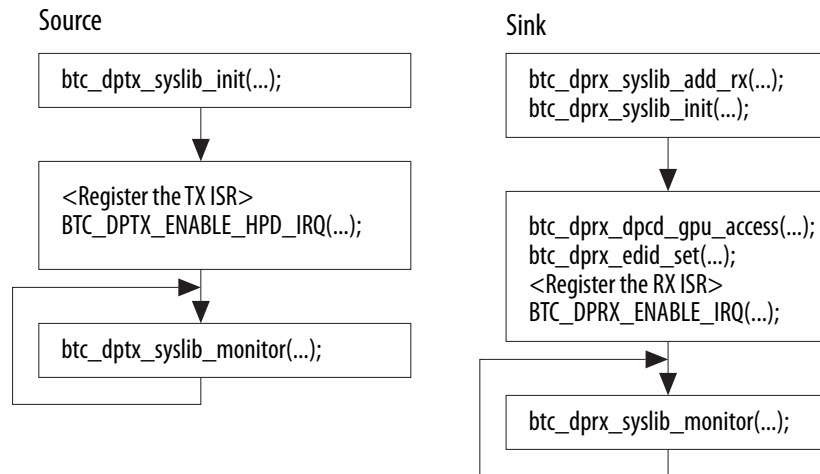 Source
btc_dptx_syslib_init(...);
<Register the TX ISR>
BTC_DPTX_ENABLE_HPD_IRQ(...);
btc_dptx_syslib_monitor(...);
Sink
btc_dprx_syslib_add_rx(...);
btc_dprx_syslib_init(...);
btc_dprx_dpcd_gpu_access(...);
btc_dprx_edid_set(...);
<Register the RX ISR>
BTC_DPRX_ENABLE_IRQ(...);
btc_dprx_syslib_monitor(...);